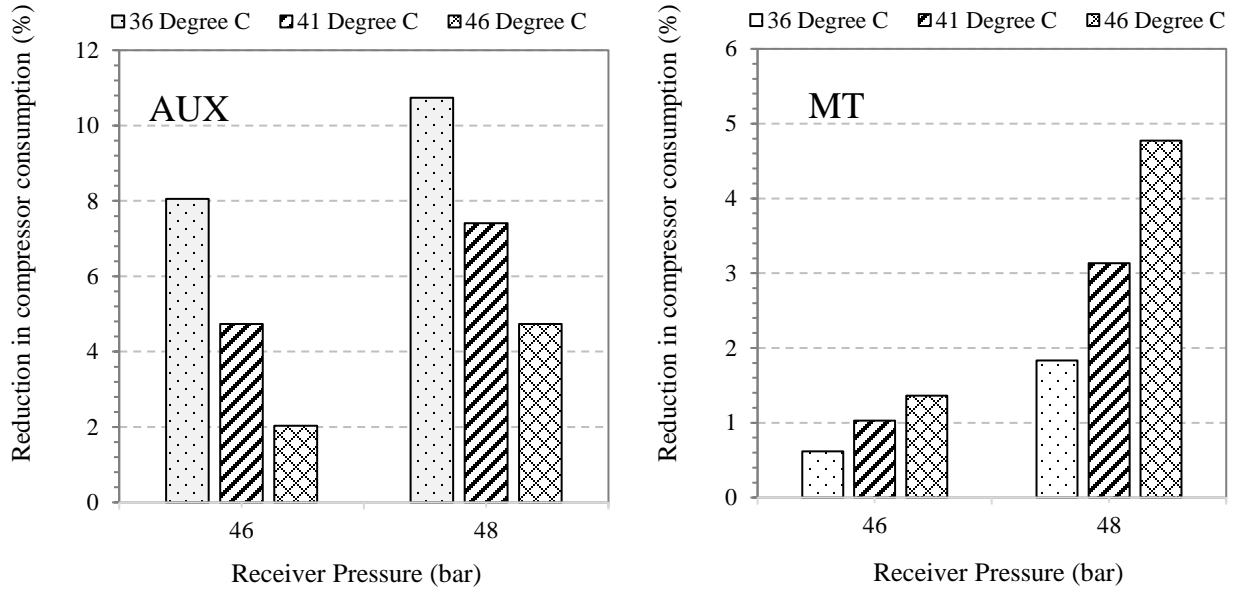 36 Degree C 41 Degree C 46 Degree C
Reduction in compressor consumption (%)
12
10
8
6
4
2
0
AUX
46 48
Receiver Pressure (bar)
36 Degree C 41 Degree C 46 Degree C
Reduction in compressor consumption (%)
6
5
4
3
2
1
0
MT
46 48
Receiver Pressure (bar)